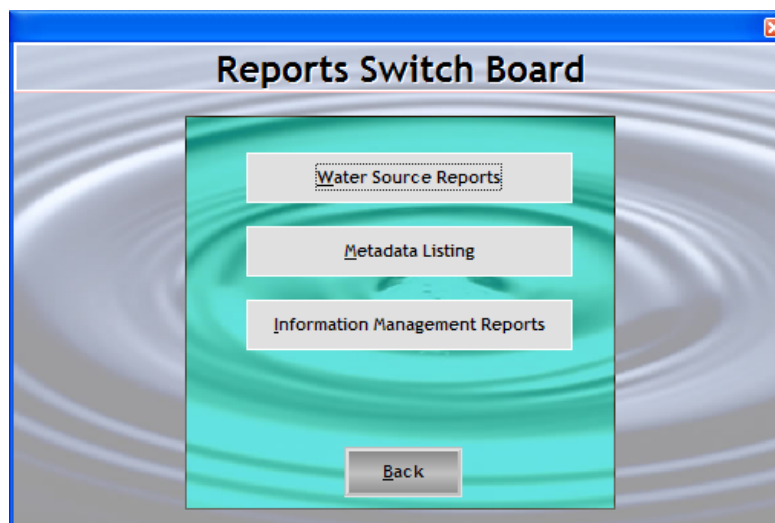 Reports Switch Board
Water Source Reports
Metadata Listing
Information Management Reports
Back